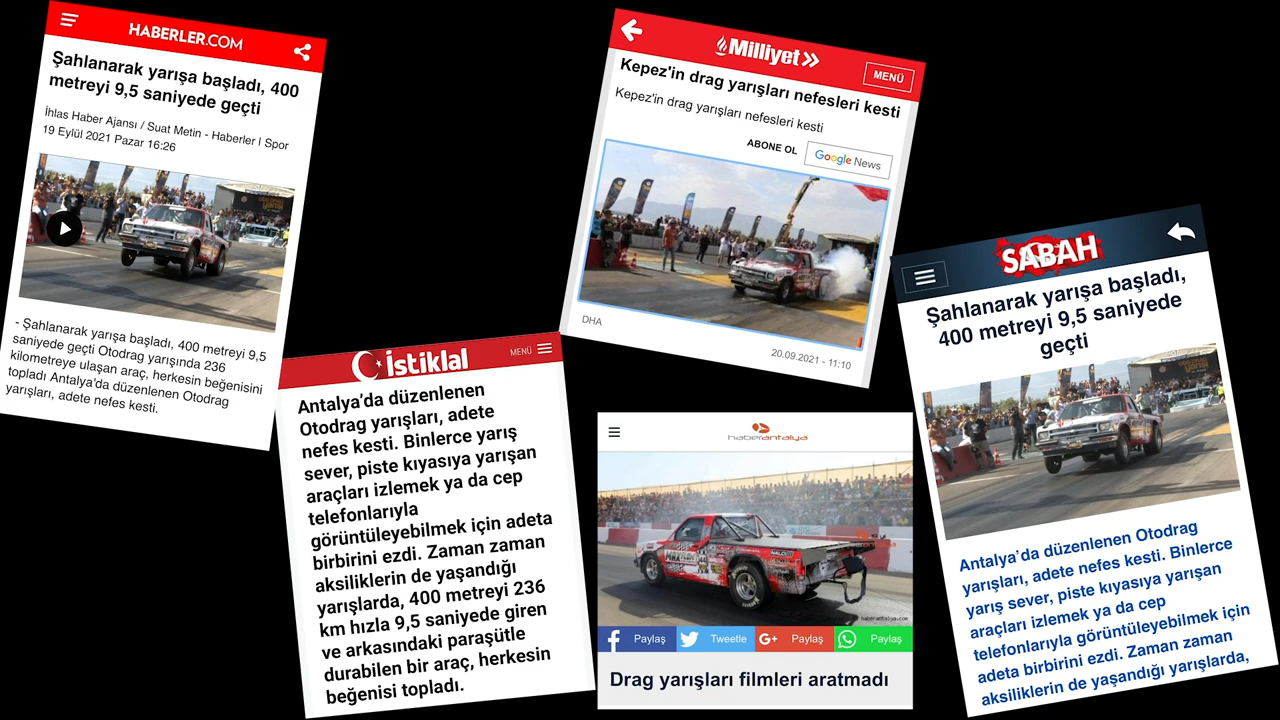 HABERLER.COM
Şahlanarak yarışa başladı, 400
metreyi 9,5 saniyede geçti
İhlas Haber Ajansı / Suat Metin - Haberler | Spor
19 Eylül 2021 Pazar 16:26
- Şahlanarak yarışa başladı, 400 metreyi 9,5
saniyede geçti Otodrag yarışında 236
kilometreye ulaşan araç, herkesin beğenisini
topladı Antalya'da düzenlenen Otodrag
yarışları, adete nefes kesti.
istiklal
MENÜ
Antalya'da düzenlenen
Otodrag yarışları, adete
nefes kesti. Binlerce yarış
sever, piste kıyasıya yarışan
araçları izlemek ya da cep
telefonlarıyla
görüntüleyebilmek için adeta
birbirini ezdi. Zaman zaman
aksiliklerin de yaşandığı
yarışlarda, 400 metreyi 236
km hızla 9,5 saniyede giren
ve arkasındaki paraşütle
durabilen bir araç, herkesin
beğenisi topladı.
Milliyet
MENÜ
Kepez'in drag yarışları nefesleri kesti
Kepez'in drag yarışları nefesleri kesti
ABONE OL
Google News
DHA
20.09.2021 - 11:10
haberantalya
haberantalya.com
Paylaş
Tweetle
Paylaş
Paylaş
Drag yarışları filmleri aratmadı
SABAH
Şahlanarak yarışa başladı,
400 metreyi 9,5 saniyede
geçti
Antalya'da düzenlenen Otodrag
yarışları, adete nefes kesti. Binlerce
yarış sever, piste kıyasıya yarışan
araçları izlemek ya da cep
telefonlarıyla görüntüleyebilmek için
adeta birbirini ezdi. Zaman zaman
aksiliklerin de yaşandığı yarışlarda,